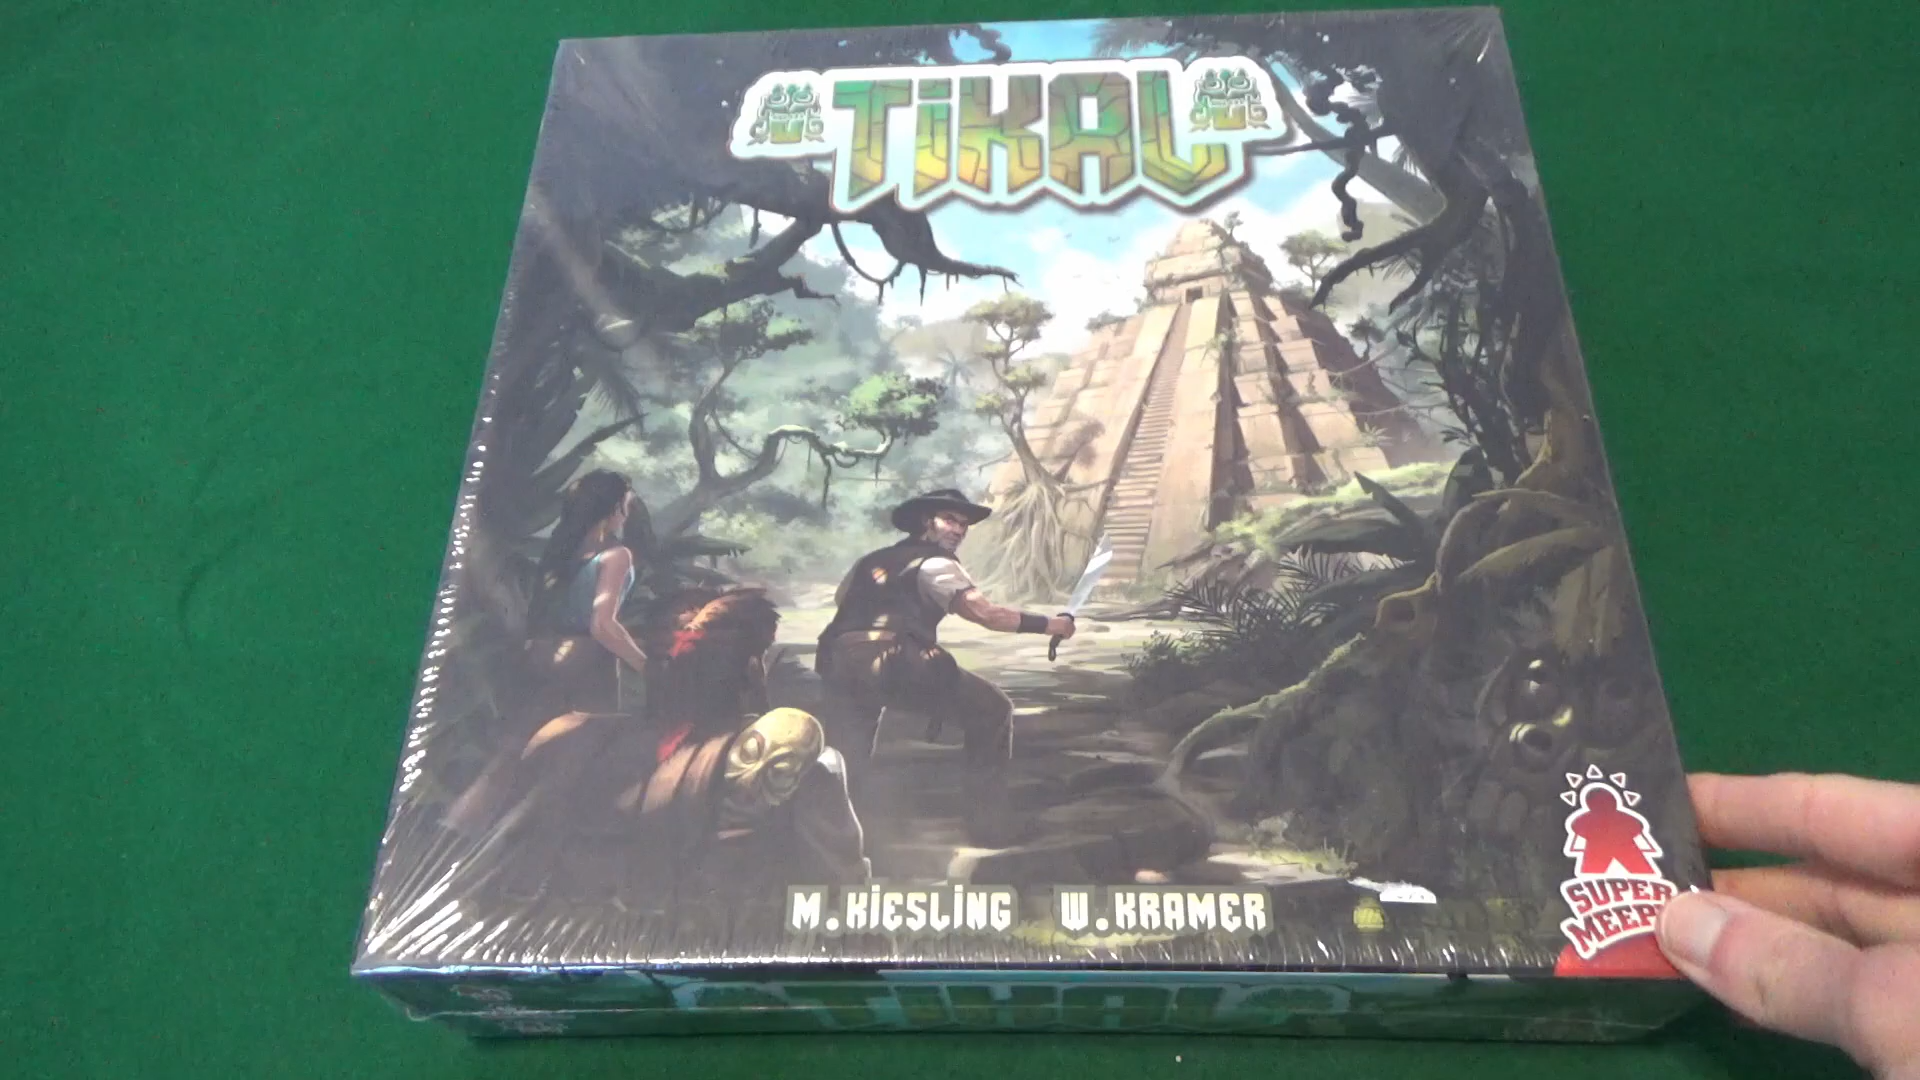 TiKAL
M.KiESLiNG W.KRAMER
SUPER
MEEP
TIKAL